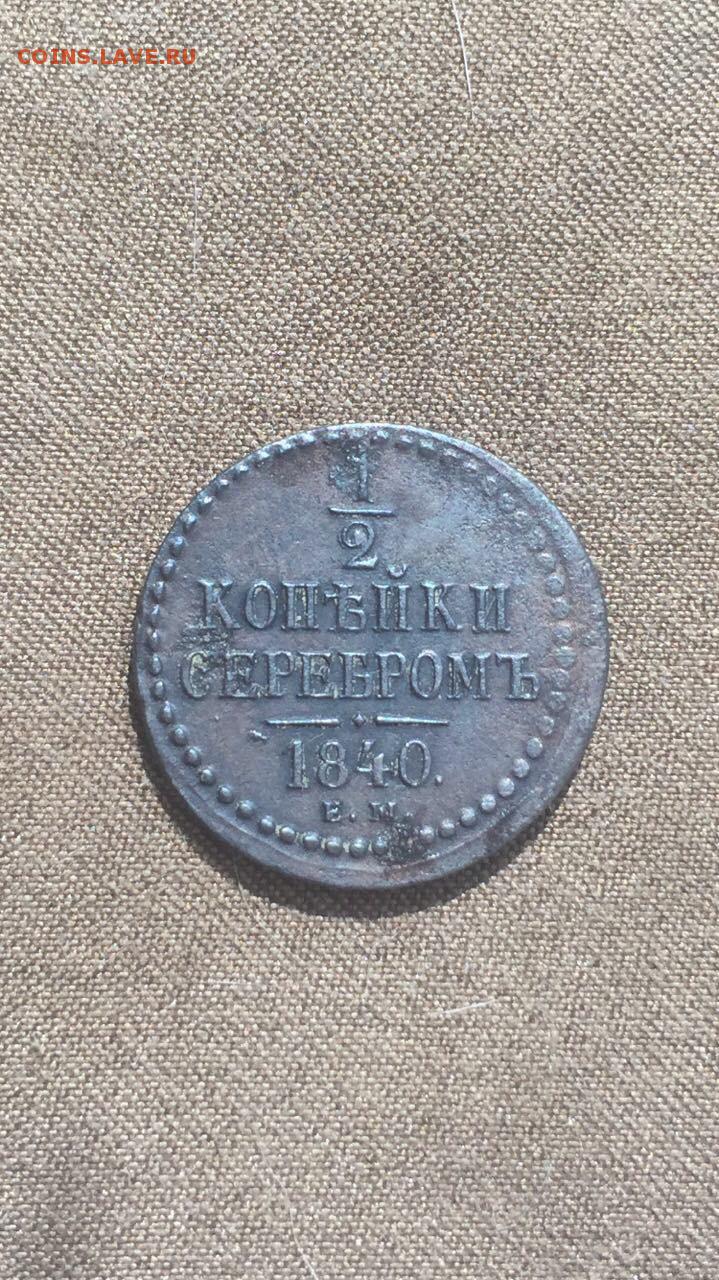 COINS.LAVE.RU
1
2
КОПѢЙКИ
СЕРЕБРОМЪ
1840.
Е.М.